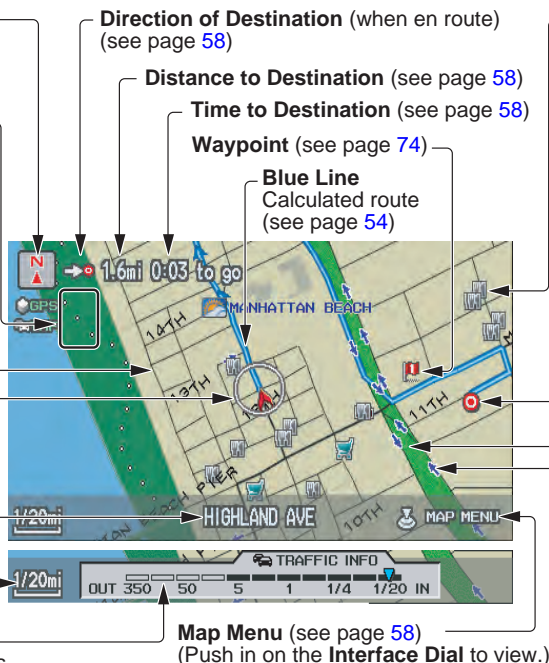 Direction of Destination (when en route)
(see page 58)
Distance to Destination (see page 58)
Time to Destination (see page 58)
Waypoint (see page 74)
Blue Line
Calculated route
(see page 54)
N
1.6mi 0:03 to go
GPS
MANHATTAN BEACH
14TH
13TH
1
11TH
PIER
BEACH
10TH
1/20mi
HIGHLAND AVE
MAP MENU
TRAFFIC INFO
1/20mi
OUT 350 50 5 1 1/4 1/20 IN
Map Menu (see page 58)
(Push in on the Interface Dial to view.)